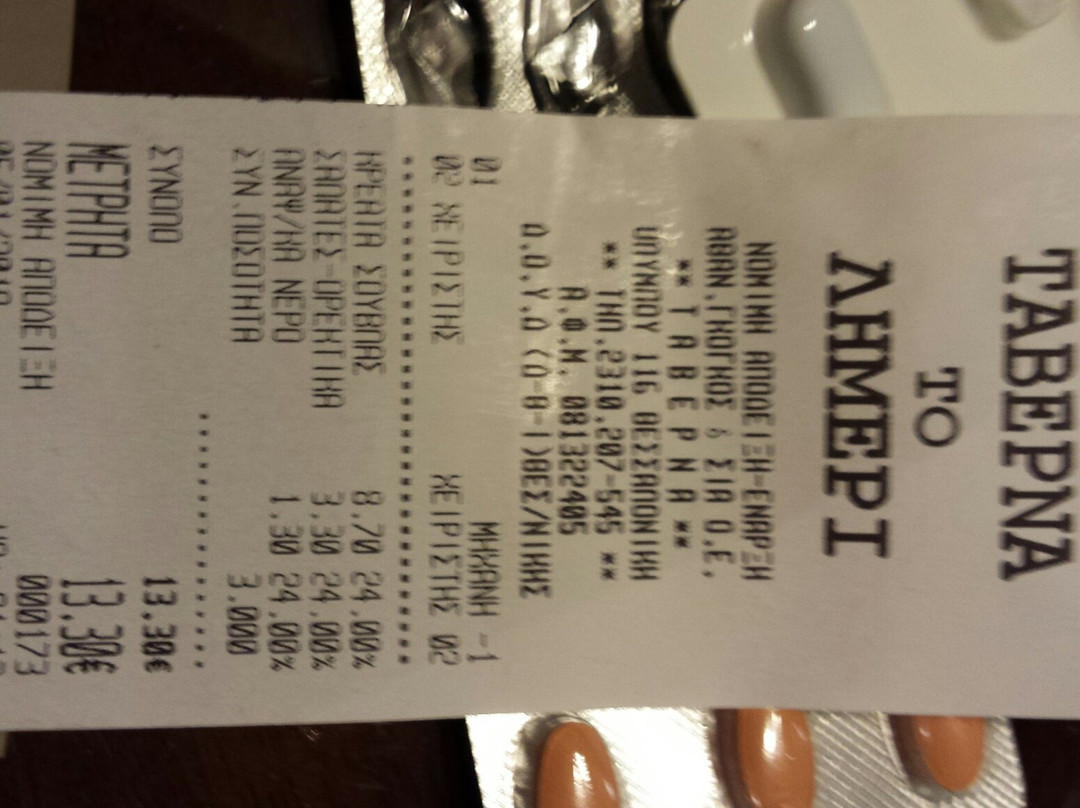 ΤΑΒΕΡΝΑ
ΤΟ
ΛΗΜΕΡΙ
ΝΟΜΙΜΗ ΑΠΟΔΕΙΞΗ-ΕΝΑΡΞΗ
ΑΘΑΝ.ΓΚΟΓΚΟΣ & ΣΙΑ Ο.Ε.
** Τ Α Β Ε Ρ Ν Α **
ΟΛΥΜΠΟΥ 116 ΘΕΣΣΑΛΟΝΙΚΗ
** ΤΗΛ.2310.207-545 **
Α.Φ.Μ. 081322405
Δ.Ο.Υ.Δ (Δ-Θ-Ι)ΘΕΣ/ΝΙΚΗΣ
01 ΜΗΧΑΝΗ -1
02 ΧΕΙΡΙΣΤΗΣ ΧΕΙΡΙΣΤΗΣ 02
ΚΡΕΑΤΑ ΣΟΥΒΛΑΣ 8.70 24.00%
ΣΑΛΑΤΕΣ-ΟΡΕΚΤΙΚΑ 3.30 24.00%
ΑΝΑΨ/ΚΑ ΝΕΡΟ 1.30 24.00%
ΣΥΝ.ΠΟΣΟΤΗΤΑ 3.000
ΣΥΝΟΛΟ 13.30€
ΜΕΤΡΗΤΑ 13.30€
ΝΟΜΙΜΗ ΑΠΟΔΕΙΞΗ 000173